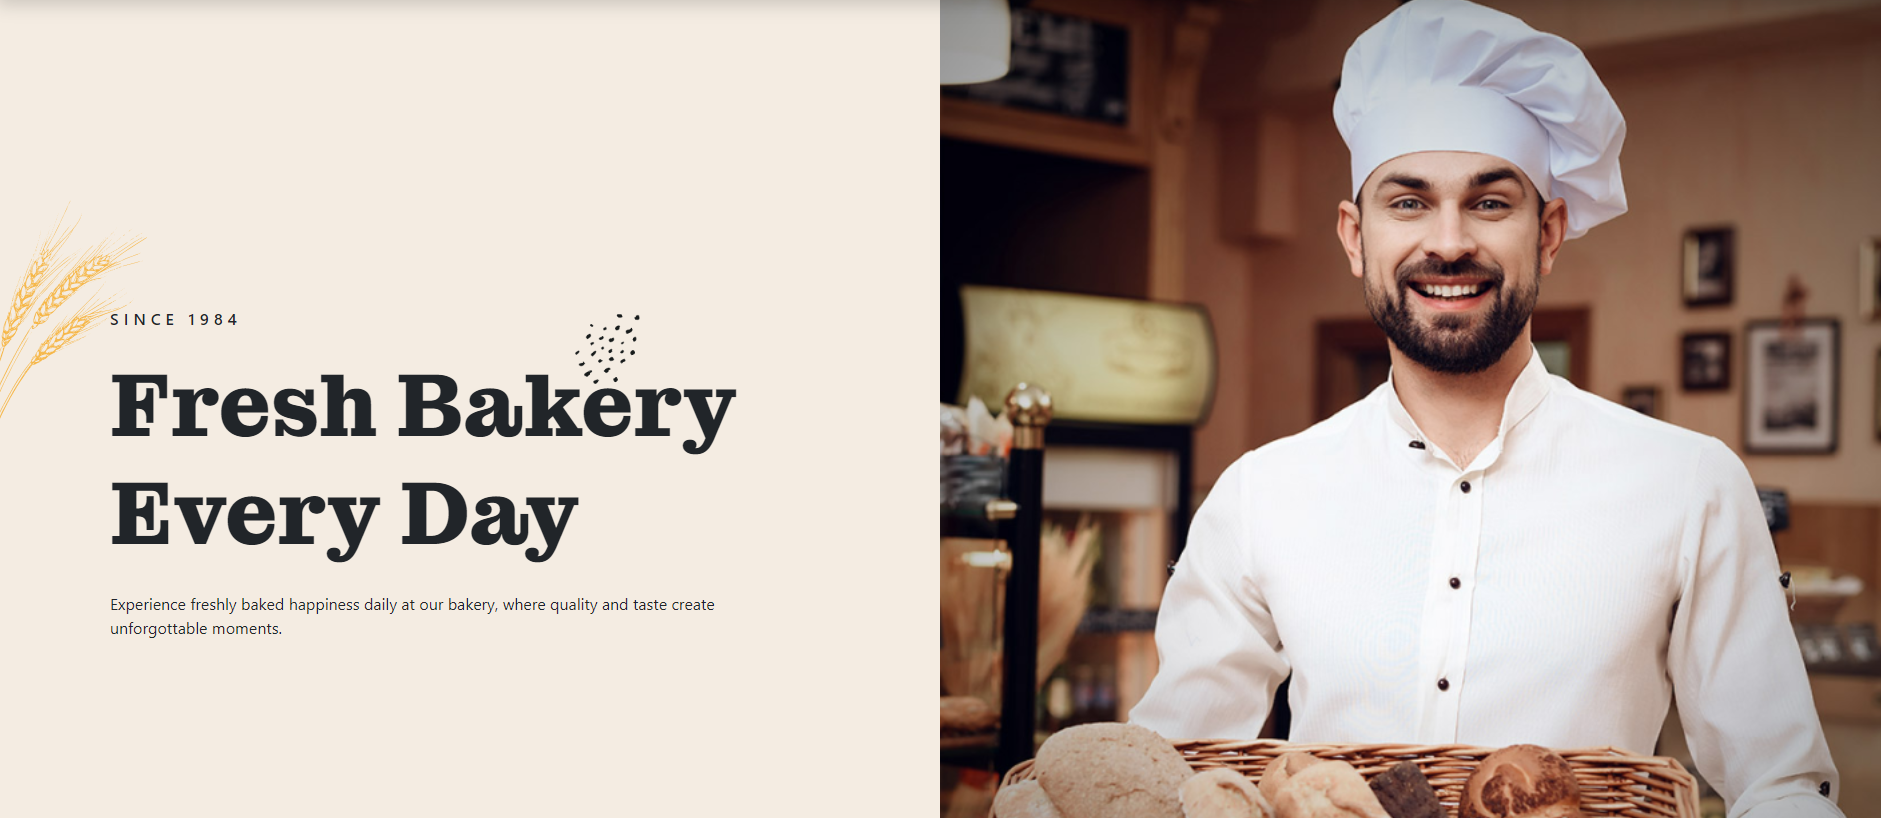 SINCE 1984
Fresh Bakery
Every Day
Experience freshly baked happiness daily at our bakery, where quality and taste create
unforgottable moments.